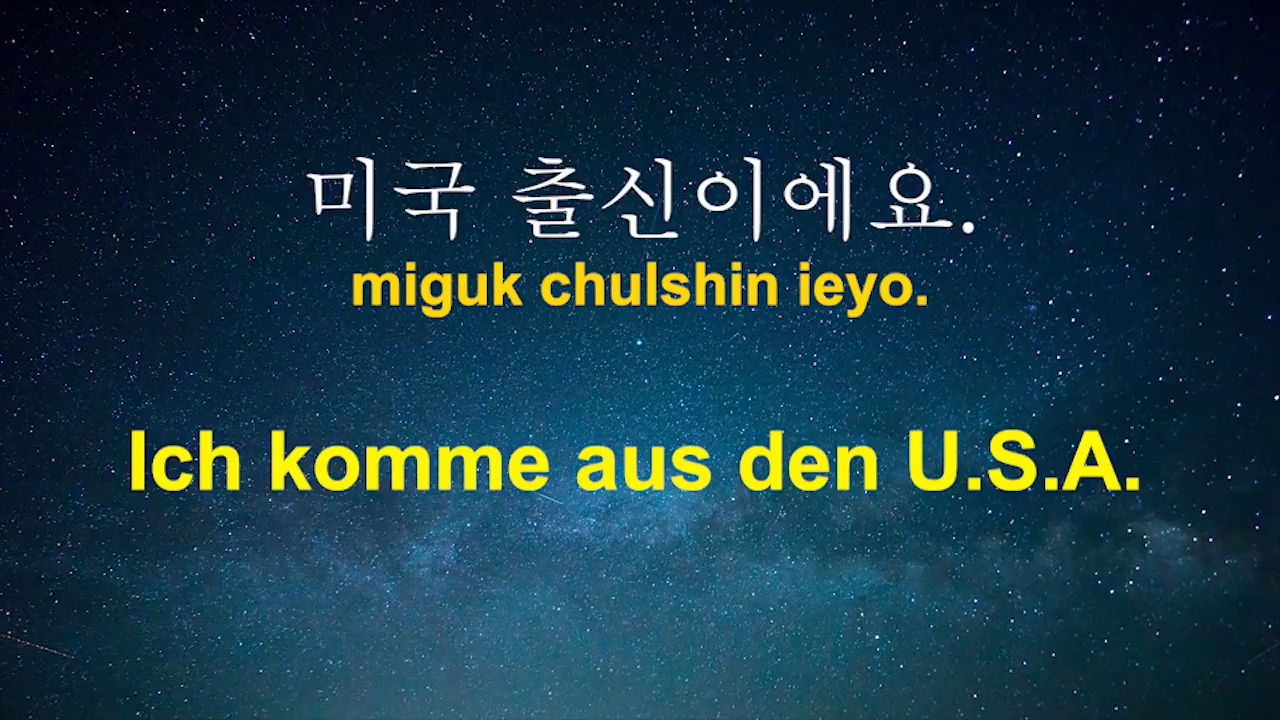 미국 출신이에요.
miguk chulshin ieyo.
Ich komme aus den U.S.A.